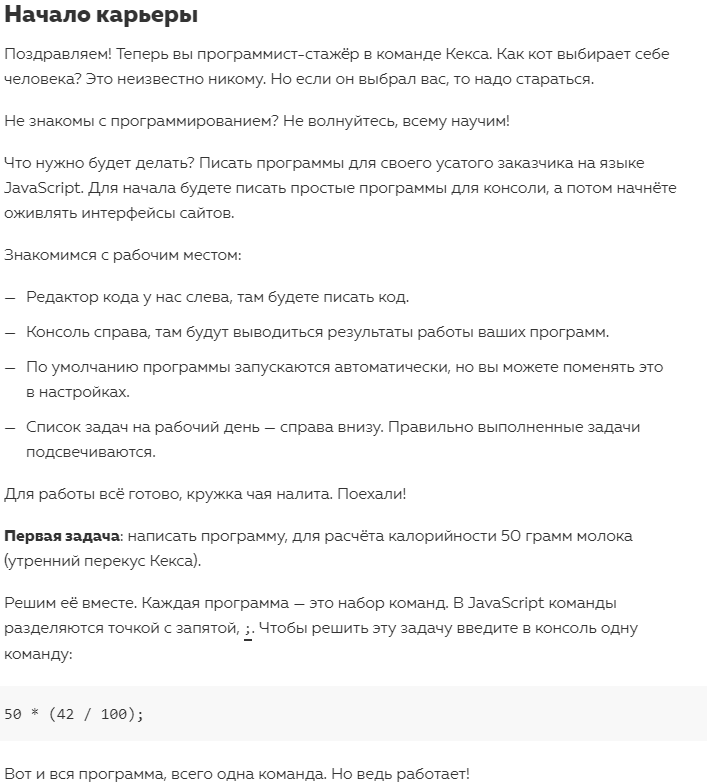 Начало карьеры
Поздравляем! Теперь вы программист-стажёр в команде Кекса. Как кот выбирает себе
человека? Это неизвестно никому. Но если он выбрал вас, то надо стараться.
Не знакомы с программированием? Не волнуйтесь, всему научим!
Что нужно будет делать? Писать программы для своего усатого заказчика на языке
JavaScript. Для начала будете писать простые программы для консоли, а потом начнёте
оживлять интерфейсы сайтов.
Знакомимся с рабочим местом:
— Редактор кода у нас слева, там будете писать код.
— Консоль справа, там будут выводиться результаты работы ваших программ.
— По умолчанию программы запускаются автоматически, но вы можете поменять это
в настройках.
— Список задач на рабочий день — справа внизу. Правильно выполненные задачи
подсвечиваются.
Для работы всё готово, кружка чая налита. Поехали!
Первая задача: написать программу, для расчёта калорийности 50 грамм молока
(утренний перекус Кекса).
Решим её вместе. Каждая программа — это набор команд. В JavaScript команды
разделяются точкой с запятой, ;. Чтобы решить эту задачу введите в консоль одну
команду:
50 * (42 / 100);
Вот и вся программа, всего одна команда. Но ведь работает!